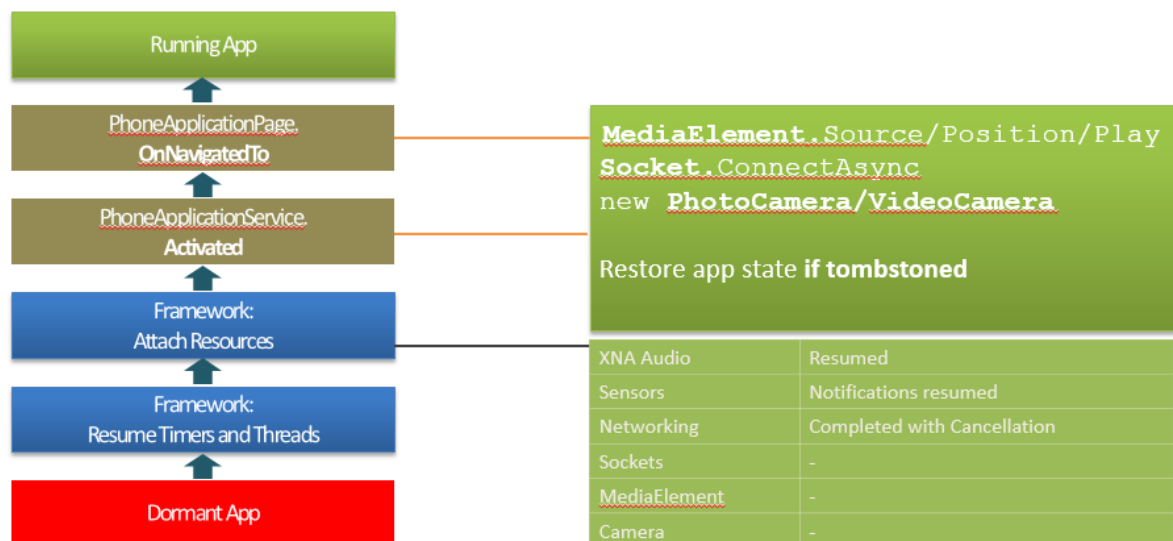 Running App
PhoneApplicationPage.
OnNavigatedTo
PhoneApplicationService.
Activated
Framework:
Attach Resources
Framework:
Resume Timers and Threads
Dormant App
MediaElement.Source/Position/Play
Socket.ConnectAsync
new PhotoCamera/VideoCamera
Restore app state if tombstoned
XNA Audio Resumed
Sensors Notifications resumed
Networking Completed with Cancellation
Sockets -
MediaElement -
Camera -